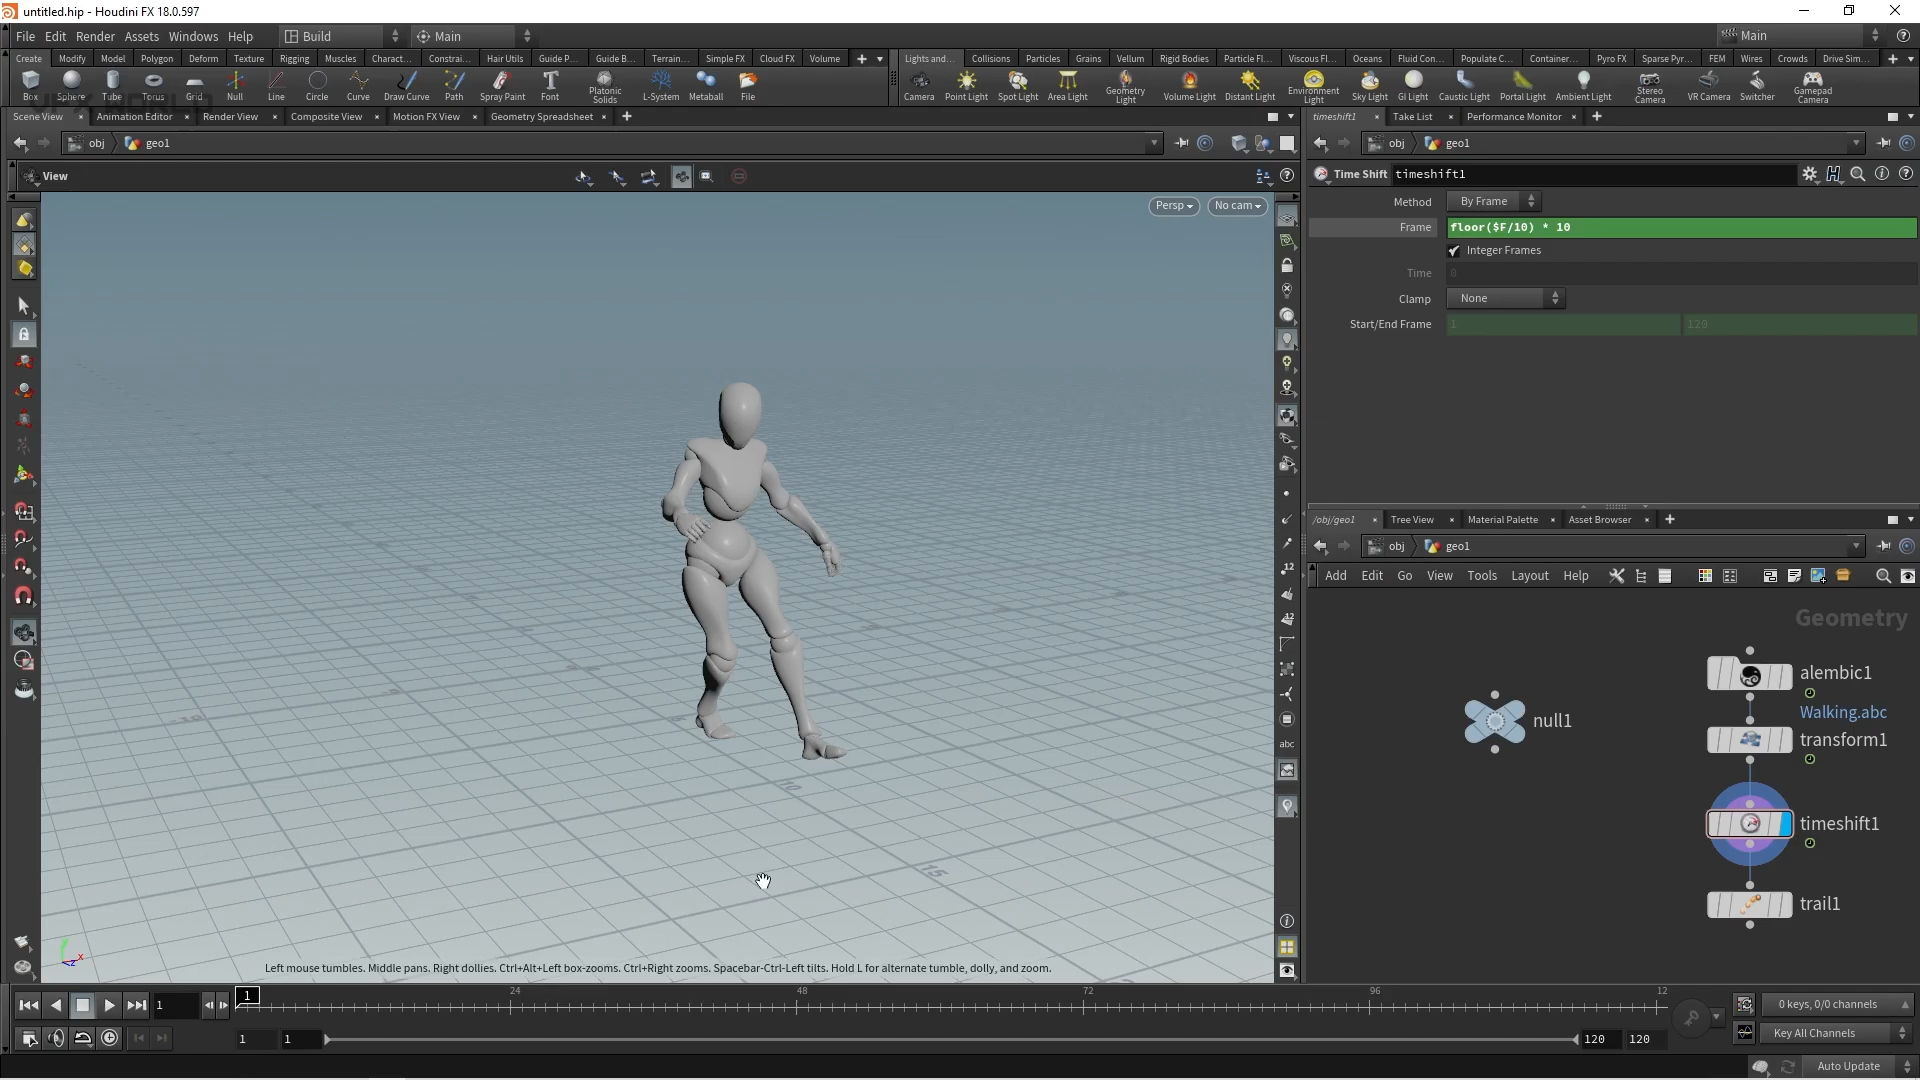 untitled.hip - Houdini FX 18.0.597
File Edit Render Assets Windows Help Build Main Main
Create Modify Model Polygon Deform Texture Rigging Muscles Charact... Constrai... Hair Utils Guide P... Guide B... Terrain... Simple FX Cloud FX Volume
Lights and... Collisions Particles Grains Vellum Rigid Bodies Particle Fl... Viscous Fl... Oceans Fluid Con... Populate C... Container... Pyro FX Sparse Pyr... FEM Wires Crowds Drive Sim...
Box Sphere Tube Torus Grid Null Line Circle Curve Draw Curve Path Spray Paint Font Platonic Solids L-System Metaball File
Camera Point Light Spot Light Area Light Geometry Light Volume Light Distant Light Environment Light Sky Light GI Light Caustic Light Portal Light Ambient Light Stereo Camera VR Camera Switcher Gamepad Camera
Scene View Animation Editor Render View Composite View Motion FX View Geometry Spreadsheet
timeshift1 Take List Performance Monitor
obj geo1
obj geo1
View
Persp No cam
Time Shift timeshift1
Method By Frame
Frame floor($F/10) * 10
Integer Frames
Time 0
Clamp None
Start/End Frame 1 120
/obj/geo1 Tree View Material Palette Asset Browser
obj geo1
Add Edit Go View Tools Layout Help
Geometry
alembic1
Walking.abc
null1
transform1
timeshift1
trail1
12
12
abc
10
15
y
x
z
Left mouse tumbles. Middle pans. Right dollies. Ctrl+Alt+Left box-zooms. Ctrl+Right zooms. Spacebar-Ctrl-Left tilts. Hold L for alternate tumble, dolly, and zoom.
1 1 24 48 72 96 12
0 keys, 0/0 channels
1 1 120 120
Key All Channels
Auto Update